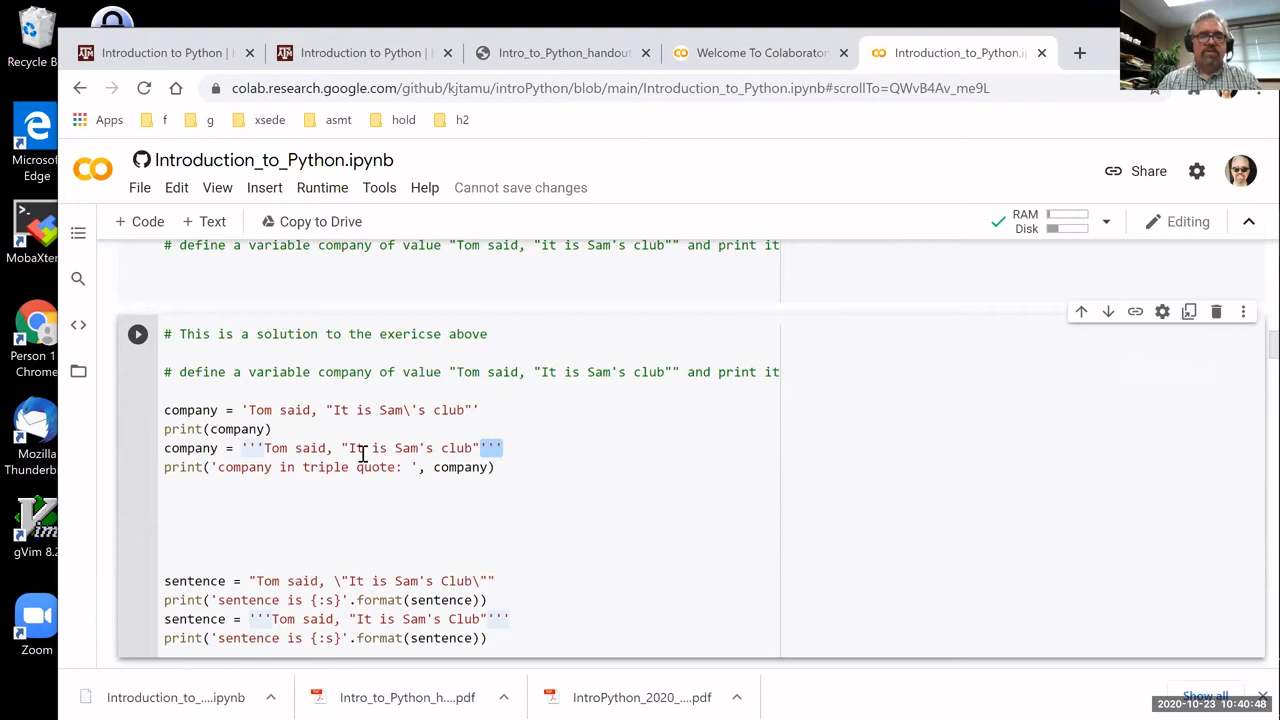 Recycle B
Introduction to Python |
Introduction to Python
Intro_to_Python_handout
Welcome To Colaborator
Introduction_to_Python.i
colab.research.google.com/github/kjtamu/IntroPython/blob/main/Introduction_to_Python.ipynb#scrollTo=QWvB4Av_me9L
Apps
f
g
xsede
asmt
hold
h2
Microsof
Edge
Introduction_to_Python.ipynb
Share
File
Edit
View
Insert
Runtime
Tools
Help
Cannot save changes
+ Code
+ Text
Copy to Drive
RAM
Disk
Editing
MobaXter
# define a variable company of value "Tom said, "it is Sam's club"" and print it
# This is a solution to the exericse above
# define a variable company of value "Tom said, "It is Sam's club"" and print it
Person 1
Chrome
company = 'Tom said, "It is Sam\'s club"'
print(company)
company = '''Tom said, "It is Sam's club"'''
print('company in triple quote: ', company)
Mozilla
Thunderb
gVim 8.2
sentence = "Tom said, \"It is Sam's Club\""
print('sentence is {:s}'.format(sentence))
sentence = '''Tom said, "It is Sam's Club"'''
print('sentence is {:s}'.format(sentence))
Zoom
Introduction_to_....ipynb
Intro_to_Python_h....pdf
IntroPython_2020_....pdf
Show all
2020-10-23 10:40:48